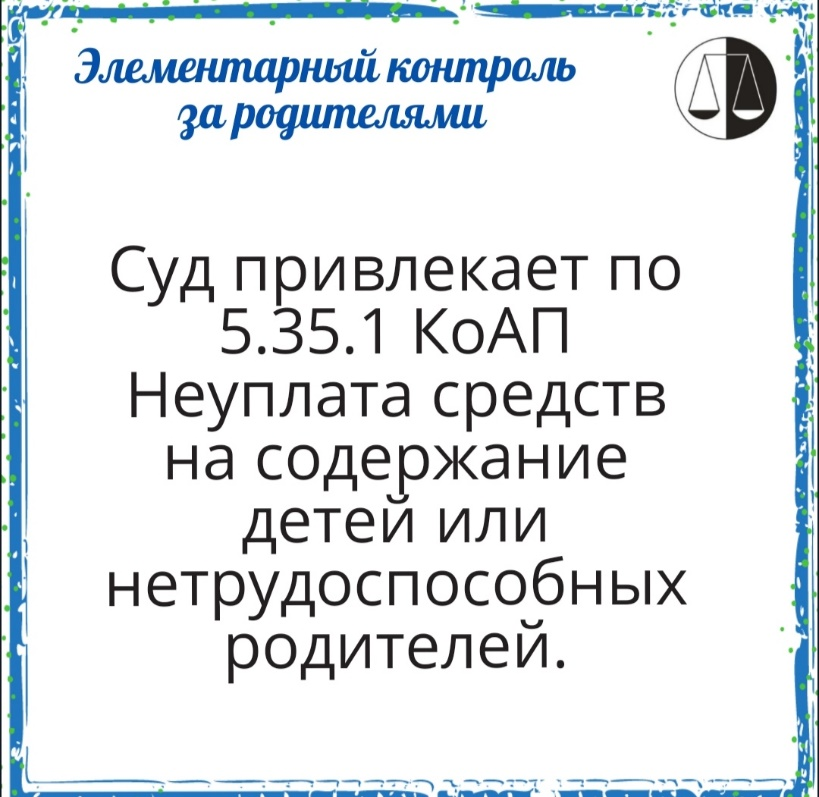 Элементарный контроль
за родителями
Суд привлекает по
5.35.1 КоАП
Неуплата средств
на содержание
детей или
нетрудоспособных
родителей.